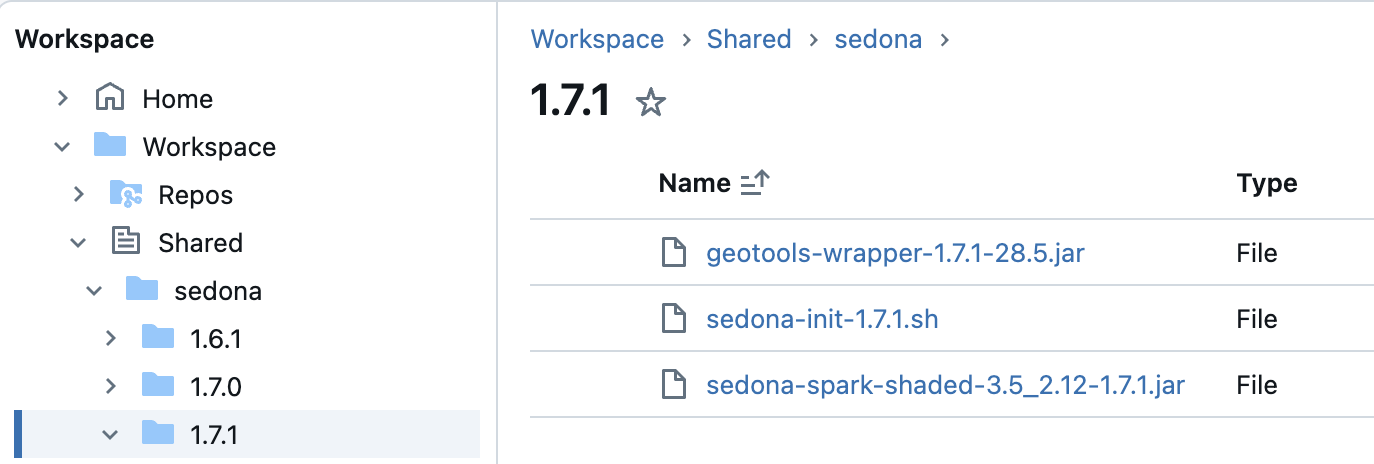 Workspace
Home
Workspace
Repos
Shared
sedona
1.6.1
1.7.0
1.7.1
Workspace > Shared > sedona >
1.7.1
Name Type
geotools-wrapper-1.7.1-28.5.jar File
sedona-init-1.7.1.sh File
sedona-spark-shaded-3.5_2.12-1.7.1.jar File